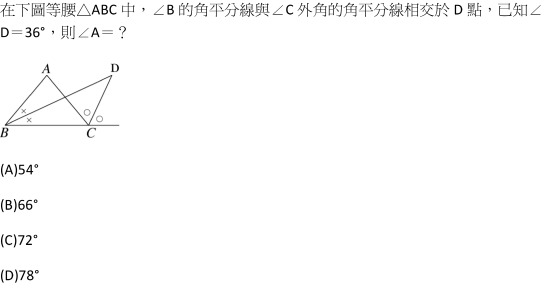 在下圖等腰△ABC 中，∠B 的角平分線與∠C 外角的角平分線相交於 D 點，已知∠
D＝36°，則∠A＝？
A
D
×
×
○
○
B
C
(A)54°
(B)66°
(C)72°
(D)78°